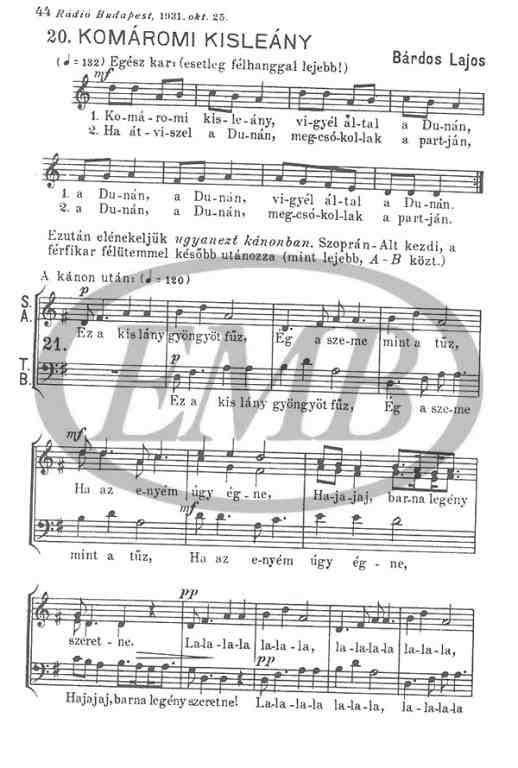 44 Rádió Budapest, 1931. okt. 25.
20. KOMÁROMI KISLEÁNY
Bárdos Lajos
(♩ = 132) Egész kar: (esetleg félhanggal lejebb!)
mf
1. Ko-má-ro-mi kis-le-ány, vi-gyél ál-tal a Du-nán,
2. Ha át-vi-szel a Du-nán, meg-csó-kol-lak a part-ján,
1. a Du-nán, a Du-nán, vi-gyél ál-tal a Du-nán.
2. a Du-nán, a Du-nán, meg-csó-kol-lak a part-ján.
Ezután elénekeljük ugyanezt kánonban. Szoprán-Alt kezdi, a
férfikar félütemmel később utánozza (mint lejebb, A-B közt.)
A kánon után: (♩ = 120)
p
S.
A.
21.
Ez a kis lány gyöngyöt fűz, Ég a sze-me mint a tűz,
T.
B.
p
Ez a kis lány gyöngyöt fűz, Ég a sze-me
EMB
mf
Ha az e-nyém úgy ég-ne, Ha-ja-jaj, bar-na legény
mf
mint a tűz, Ha az e-nyém úgy ég-ne,
pp
szeret-ne. La-la-la-la la-la-la, la-la-la-la la-la-la,
pp
Hajajaj, barna legény szeretne! La-la-la-la la-la-la, la-la-la-la